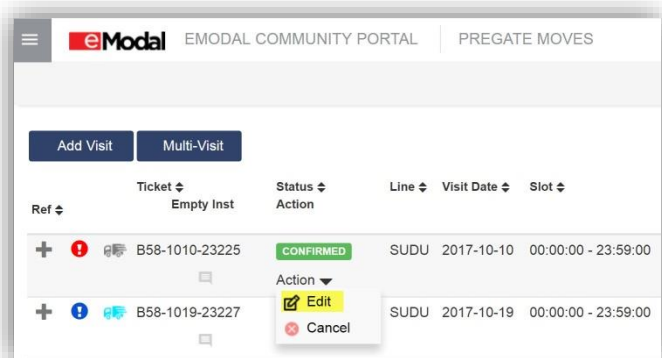 eModal EMODAL COMMUNITY PORTAL PREGATE MOVES
Add Visit Multi-Visit
Ticket Status Line Visit Date Slot
Ref Empty Inst Action
B58-1010-23225 CONFIRMED SUDU 2017-10-10 00:00:00 - 23:59:00
Action
Edit
B58-1019-23227 SUDU 2017-10-19 00:00:00 - 23:59:00
Cancel